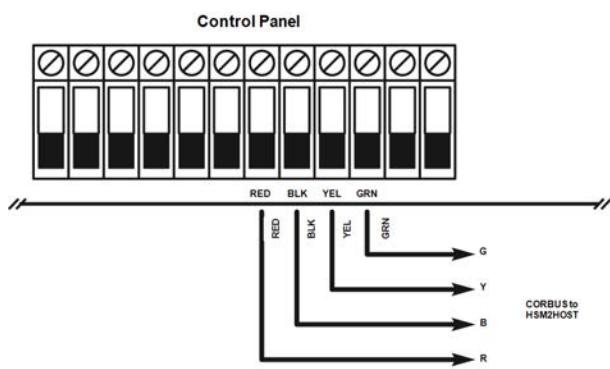 Control Panel
RED BLK YEL GRN
RED BLK YEL GRN
G
Y
CORBUS to
HSM2HOST
B
R